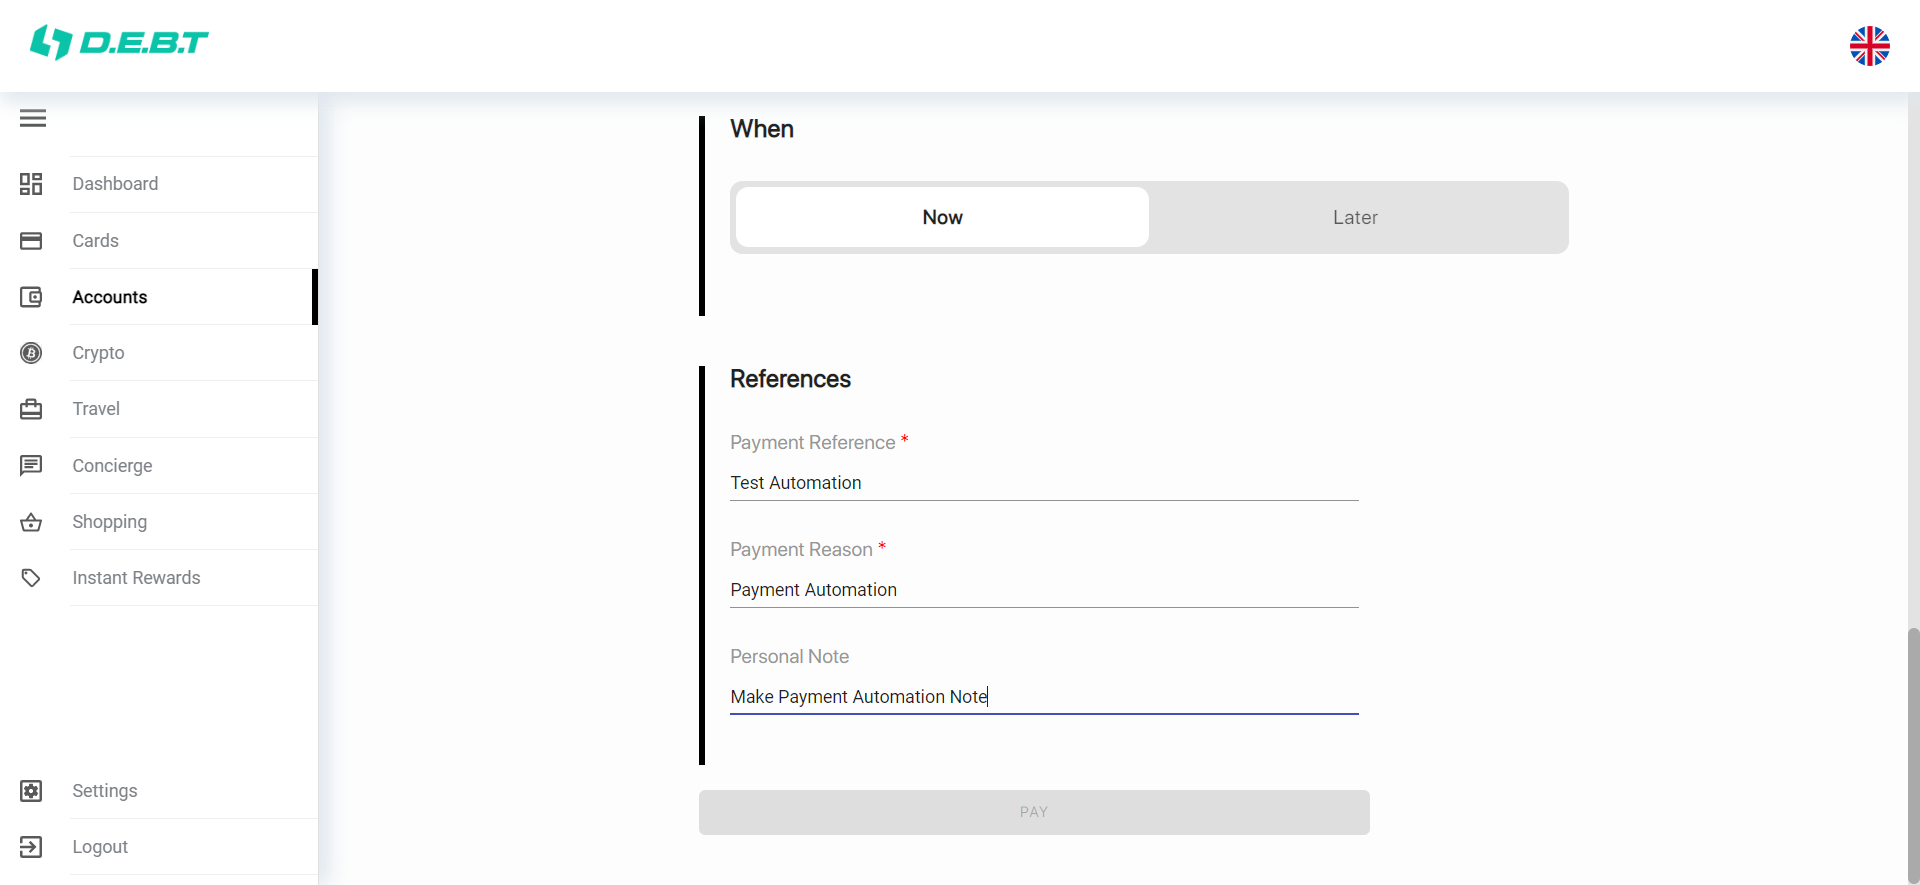 D.E.B.T
Dashboard
Cards
Accounts
Crypto
Travel
Concierge
Shopping
Instant Rewards
Settings
Logout
When
Now
Later
References
Payment Reference *
Test Automation
Payment Reason *
Payment Automation
Personal Note
Make Payment Automation Note
PAY